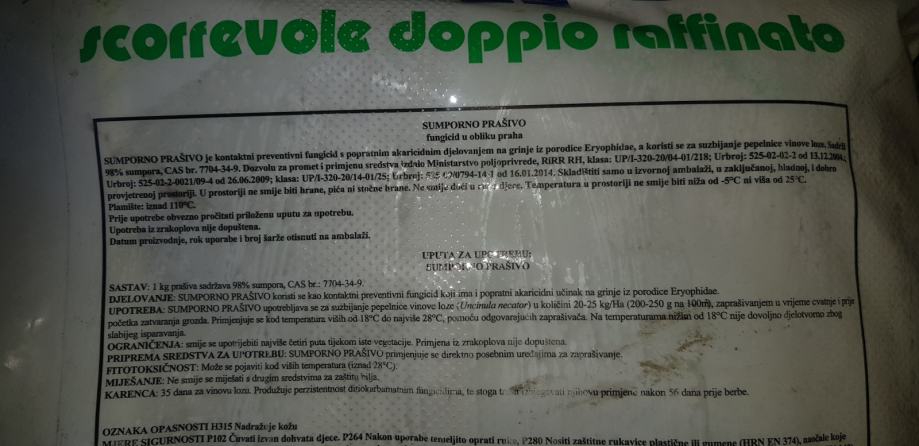 scorrevole doppio raffinato
SUMPORNO PRAŠIVO
fungicid u obliku praha
SUMPORNO PRAŠIVO je kontaktni preventivni fungicid s popratnim akaricidnim djelovanjem na grinje iz porodice Eryophidae, a koristi se za suzbijanje pepelnice vinove loze. Sadrži
98% sumpora, CAS br. 7704-34-9. Dozvolu za promet i primjenu sredstva izdalo Ministarstvo poljoprivrede, RiRR RH, klasa: UP/I-320-20/04-01/218; Urbroj: 525-02-02-2 od 13.12.2004.;
Urbroj: 525-02-2-0021/09-4 od 26.06.2009; klasa: UP/I-320-20/14-01/25; Urbroj: od 16.01.2014. Skladištiti samo u izvornoj ambalaži, u zaključanoj, hladnoj, i dobro
provjetrenoj prostoriji. U prostoriji ne smije biti hrane, pića ni stočne hrane. Ne smije doći u djece. Temperatura u prostoriji ne smije biti niža od -5°C ni viša od 25°C.
Plamište: iznad 110°C.
Prije upotrebe obvezno pročitati priloženu uputu za upotrebu.
Upotreba iz zrakoplova nije dopuštena.
Datum proizvodnje, rok uporabe i broj šarže otisnuti na ambalaži.
UPUTA ZA UPOTREBU:
SUMPORNO PRAŠIVO
SASTAV: 1 kg prašiva sadržava 98% sumpora, CAS br.: 7704-34-9.
DJELOVANJE: SUMPORNO PRAŠIVO koristi se kao kontaktni preventivni fungicid koji ima i popratni akaricidni učinak na grinje iz porodice Eryophidae.
UPOTREBA: SUMPORNO PRAŠIVO upotrebljava se za suzbijanje pepelnice vinove loze (Uncinula necator) u količini 20-25 kg/Ha (200-250 g na 100m), zaprašivanjem u vrijeme cvatnje i prije
početka zatvaranja grozda. Primjenjuje se kod temperatura viših od 18°C do najviše 28°C, pomoću odgovarajućih zaprašivača. Na temperaturama nižim od 18°C nije dovoljno djelotvorno zbog
slabijeg isparavanja.
OGRANIČENJA: smije se upotrijebiti najviše četiri puta tijekom iste vegetacije. Primjena iz zrakoplova nije dopuštena.
PRIPREMA SREDSTVA ZA UPOTREBU: SUMPORNO PRAŠIVO primjenjuje se direktno posebnim uređajima za zaprašivanje.
FITOTOKSIČNOST: Može se pojaviti kod viših temperatura (iznad 28°C).
MIJEŠANJE: Ne smije se miješati s drugim sredstvima za zaštitu bilja.
KARENCA: 35 dana za vinovu lozu. Produžuje perzistentnost ditiokarbamatnim fungicidima, te stoga izbjegavati njihovu primjenu nakon 56 dana prije berbe.
OZNAKA OPASNOSTI H315 Nadražuje kožu
MJERE SIGURNOSTI P102 Čuvati izvan dohvata djece. P264 Nakon uporabe temeljito oprati ruke, P280 Nositi zaštitne rukavice plastične ili gumene (HRN EN 374), naočale koje